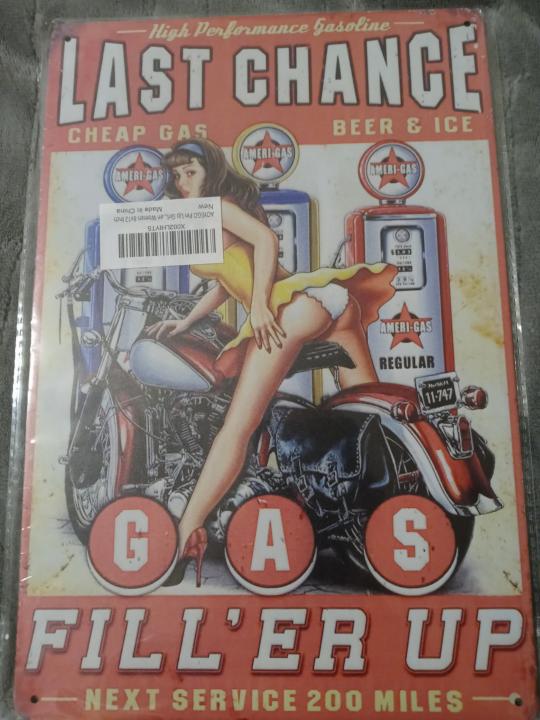 High Performance Gasoline
LAST CHANCE
CHEAP GAS
BEER & ICE
AMERI-GAS
AMERI-GAS
AMERI-GAS
X002LHIYT5
New
Made in China
AMERI-GAS
REGULAR
11-747
G A S
FILL'ER UP
NEXT SERVICE 200 MILES